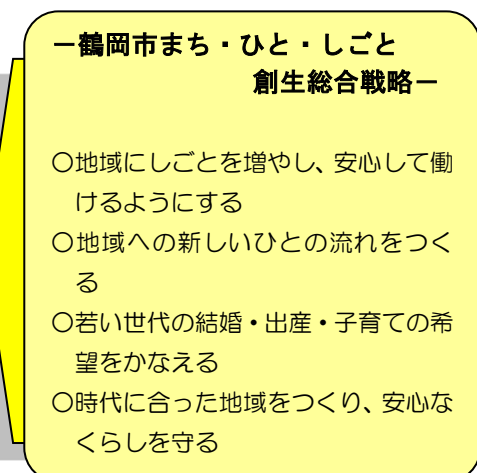 －鶴岡市まち・ひと・しごと
創生総合戦略－
〇地域にしごとを増やし、安心して働
けるようにする
〇地域への新しいひとの流れをつく
る
〇若い世代の結婚・出産・子育ての希
望をかなえる
〇時代に合った地域をつくり、安心な
くらしを守る